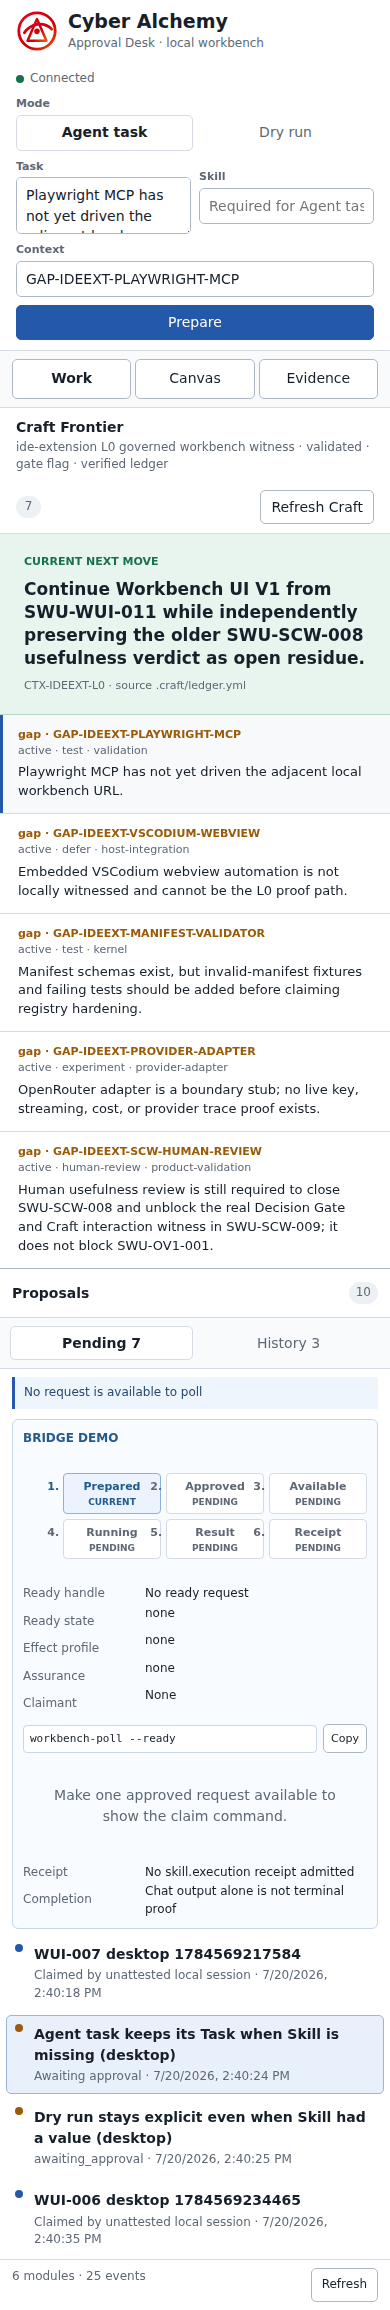 Cyber Alchemy
Approval Desk · local workbench
Connected
Mode
Agent task
Dry run
Task
Skill
Playwright MCP has
not yet driven the
Required for Agent tas
Context
GAP-IDEEXT-PLAYWRIGHT-MCP
Prepare
Work
Canvas
Evidence
Craft Frontier
ide-extension L0 governed workbench witness · validated ·
gate flag · verified ledger
7
Refresh Craft
CURRENT NEXT MOVE
Continue Workbench UI V1 from
SWU-WUI-011 while independently
preserving the older SWU-SCW-008
usefulness verdict as open residue.
CTX-IDEEXT-L0 · source .craft/ledger.yml
gap · GAP-IDEEXT-PLAYWRIGHT-MCP
active · test · validation
Playwright MCP has not yet driven the adjacent local
workbench URL.
gap · GAP-IDEEXT-VSCODIUM-WEBVIEW
active · defer · host-integration
Embedded VSCodium webview automation is not
locally witnessed and cannot be the L0 proof path.
gap · GAP-IDEEXT-MANIFEST-VALIDATOR
active · test · kernel
Manifest schemas exist, but invalid-manifest fixtures
and failing tests should be added before claiming
registry hardening.
gap · GAP-IDEEXT-PROVIDER-ADAPTER
active · experiment · provider-adapter
OpenRouter adapter is a boundary stub; no live key,
streaming, cost, or provider trace proof exists.
gap · GAP-IDEEXT-SCW-HUMAN-REVIEW
active · human-review · product-validation
Human usefulness review is still required to close
SWU-SCW-008 and unblock the real Decision Gate
and Craft interaction witness in SWU-SCW-009; it
does not block SWU-OV1-001.
Proposals
10
Pending 7
History 3
No request is available to poll
BRIDGE DEMO
1. Prepared CURRENT
2. Approved PENDING
3. Available PENDING
4. Running PENDING
5. Result PENDING
6. Receipt PENDING
Ready handle No ready request
Ready state none
Effect profile none
Assurance none
Claimant None
workbench-poll --ready
Copy
Make one approved request available to
show the claim command.
Receipt No skill.execution receipt admitted
Completion Chat output alone is not terminal
proof
WUI-007 desktop 1784569217584
Claimed by unattested local session · 7/20/2026,
2:40:18 PM
Agent task keeps its Task when Skill is
missing (desktop)
Awaiting approval · 7/20/2026, 2:40:24 PM
Dry run stays explicit even when Skill had
a value (desktop)
awaiting_approval · 7/20/2026, 2:40:25 PM
WUI-006 desktop 1784569234465
Claimed by unattested local session · 7/20/2026,
2:40:35 PM
6 modules · 25 events
Refresh